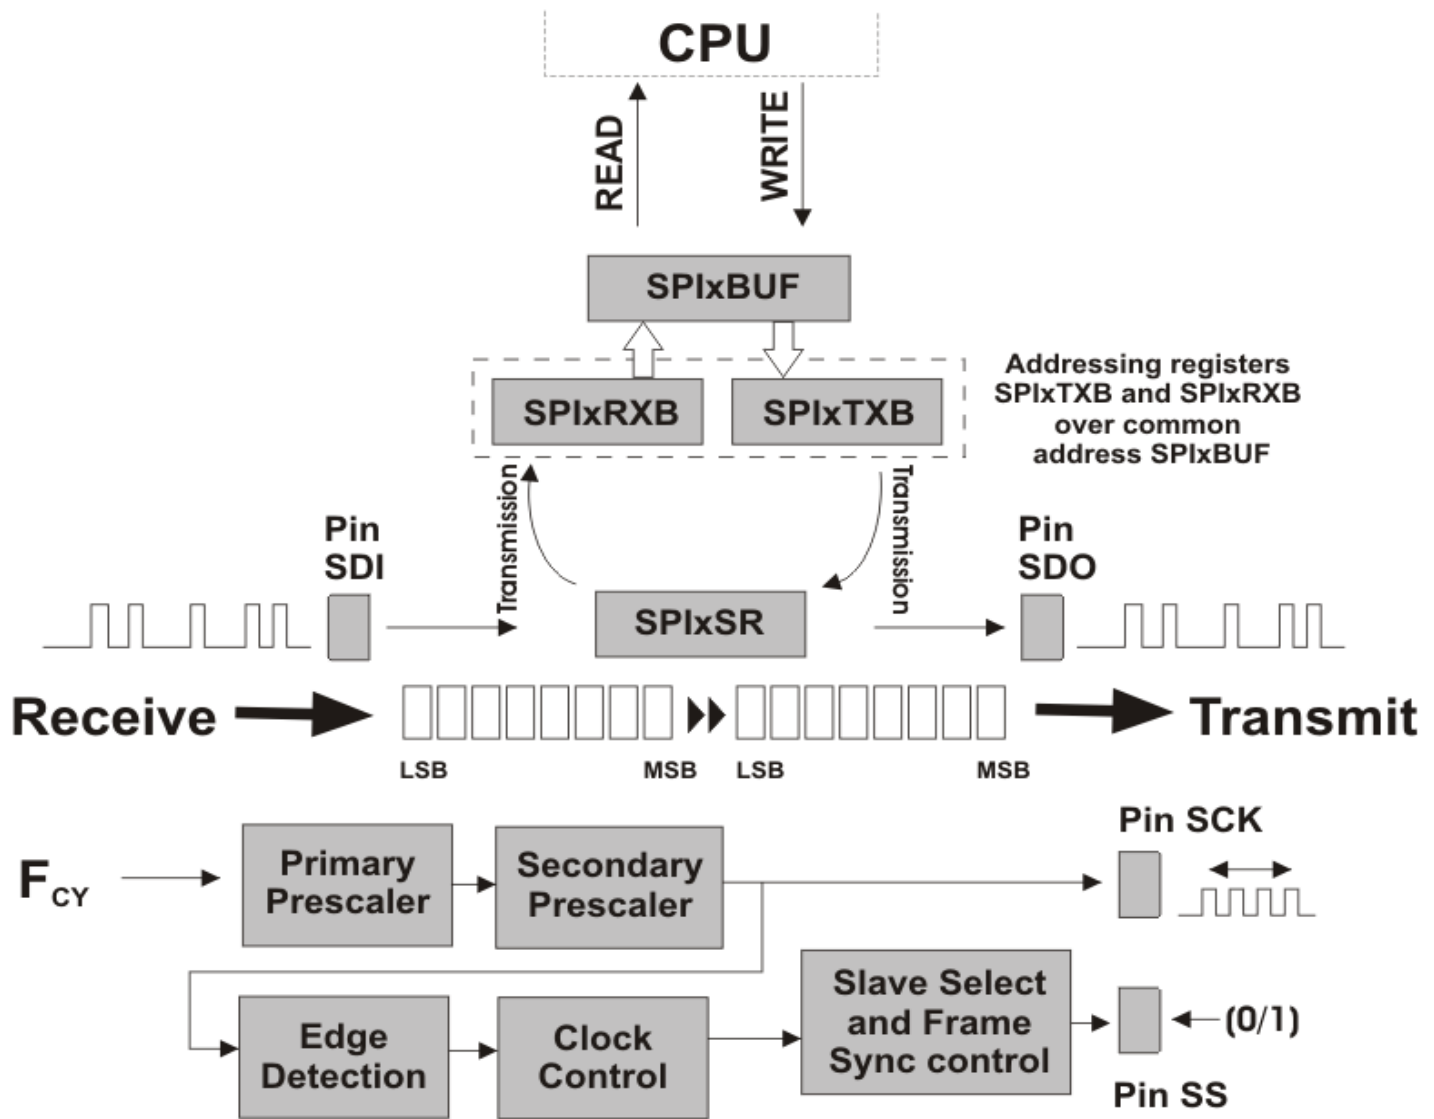 CPU
READ
WRITE
SPIxBUF
SPIxRXB
SPIxTXB
Addressing registers
SPIxTXB and SPIxRXB
over common
address SPIxBUF
Transmission
Transmission
Pin
SDI
Pin
SDO
SPIxSR
Receive
Transmit
LSB
MSB
LSB
MSB
Pin SCK
FCY
Primary
Prescaler
Secondary
Prescaler
Edge
Detection
Clock
Control
Slave Select
and Frame
Sync control
(0/1)
Pin SS